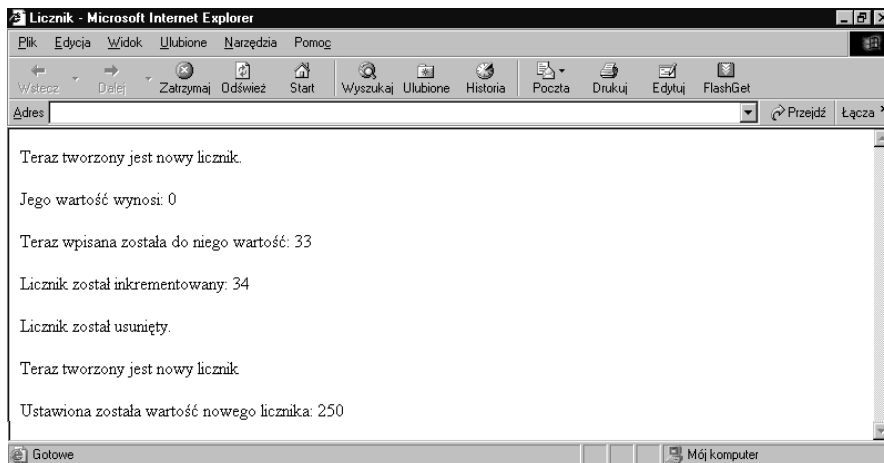 Licznik - Microsoft Internet Explorer
Plik Edycja Widok Ulubione Narzędzia Pomoc
Wstecz Dalej Zatrzymaj Odśwież Start Wyszukaj Ulubione Historia Poczta Drukuj Edytuj FlashGet
Adres Przejdź Łącza
Teraz tworzony jest nowy licznik.
Jego wartość wynosi: 0
Teraz wpisana została do niego wartość: 33
Licznik został inkrementowany: 34
Licznik został usunięty.
Teraz tworzony jest nowy licznik
Ustawiona została wartość nowego licznika: 250
Gotowe Mój komputer